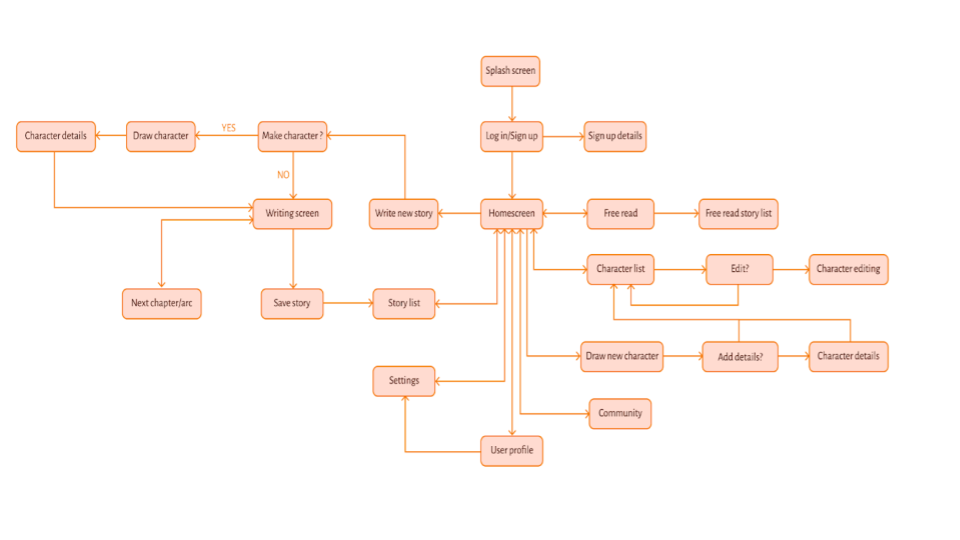 Splash screen
Character details
Draw character
YES
Make character ?
Log in/Sign up
Sign up details
NO
Writing screen
Write new story
Homescreen
Free read
Free read story list
Character list
Edit?
Character editing
Next chapter/arc
Save story
Story list
Draw new character
Add details?
Character details
Settings
Community
User profile